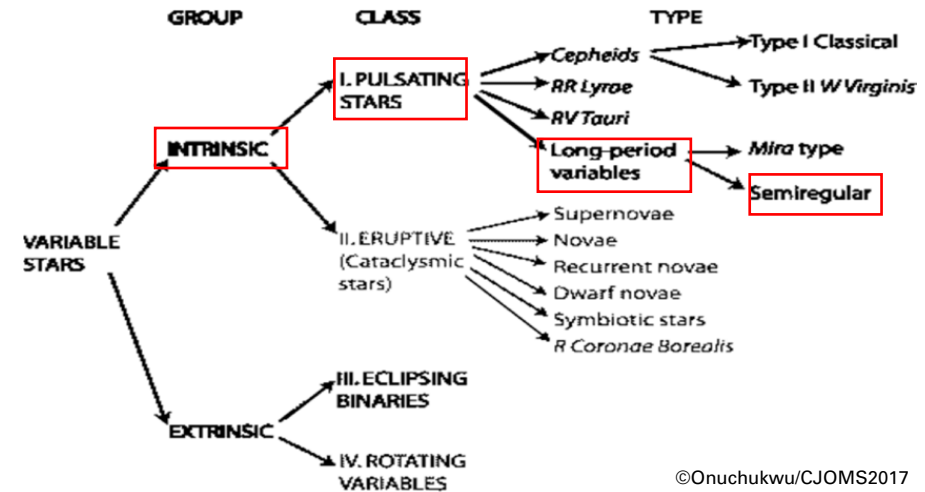 GROUP CLASS TYPE
Cepheids
Type I Classical
I. PULSATING
STARS
RR Lyrae
Type II W Virginis
RV Tauri
INTRINSIC
Long-period
variables
Mira type
Semiregular
VARIABLE
STARS
II. ERUPTIVE
(Cataclysmic
stars)
Supernovae
Novae
Recurrent novae
Dwarf novae
Symbiotic stars
R Coronae Borealis
III. ECLIPSING
BINARIES
EXTRINSIC
IV. ROTATING
VARIABLES
©Onuchukwu/CJOMS2017